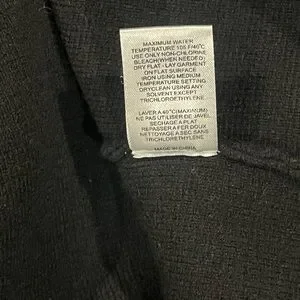 MAXIMUM WATER
TEMPERATURE 105 F/40°C
USE ONLY NON-CHLORINE
BLEACH(WHEN NEEDED)
DRY FLAT - LAY GARMENT
ON FLAT SURFACE
IRON USING MEDIUM
TEMPERATURE SETTING
DRYCLEAN USING ANY
SOLVENT EXCEPT
TRICHLOROETHYLENE
LAVER A 40°C(MAXIMUM)
NE PAS UTILISER DE JAVEL
SECHAGE A PLAT
REPASSER A FER DOUX
NETTOYAGE A SEC SANS
TRICHLORETHYLENE
MADE IN CHINA